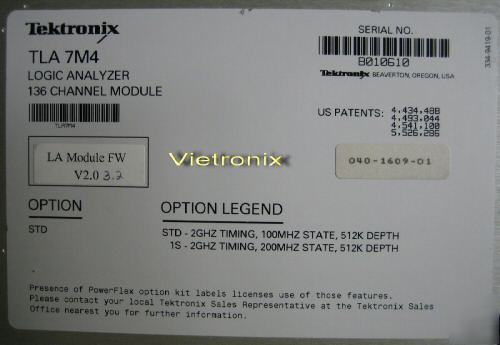 Tektronix
TLA 7M4
LOGIC ANALYZER
136 CHANNEL MODULE
TLA7M4
SERIAL NO.
B010610
Tektronix BEAVERTON, OREGON, USA
334-9419-01
US PATENTS: 4,434,488
4,493,044
4,541,100
5,526,286
LA Module FW
V2.0 3.2
Vietronix
040-1609-01
OPTION
STD
OPTION LEGEND
STD - 2GHZ TIMING, 100MHZ STATE, 512K DEPTH
1S - 2GHZ TIMING, 200MHZ STATE, 512K DEPTH
Presence of PowerFlex option kit labels licenses use of those features.
Please contact your local Tektronix Sales Representative at the Tektronix Sales
Office nearest you for further information.